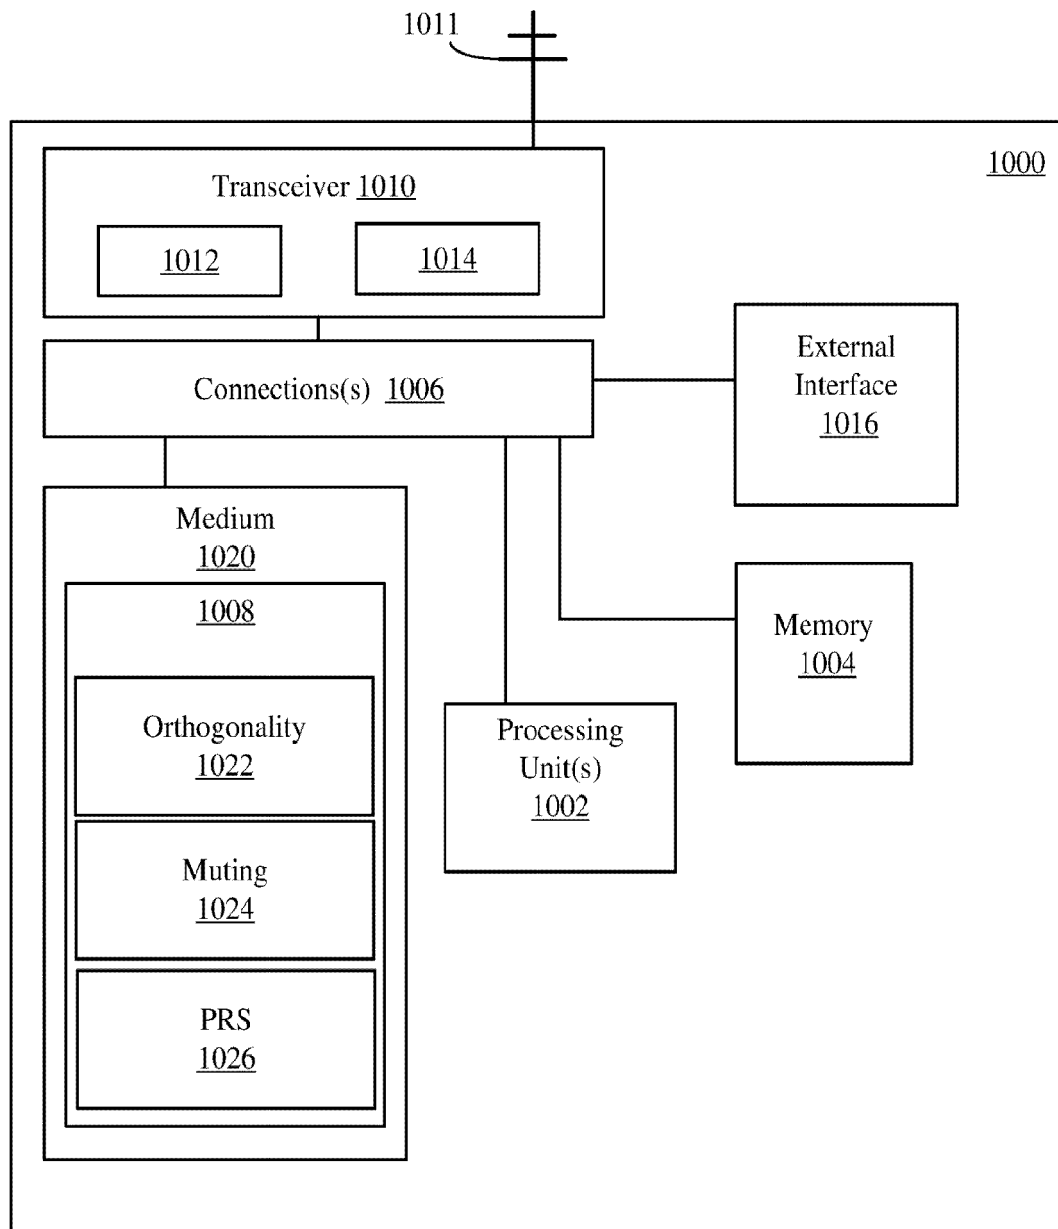 1011
1000
Transceiver 1010
1012
1014
Connections(s) 1006
External
Interface
1016
Medium
1020
1008
Orthogonality
1022
Muting
1024
PRS
1026
Processing
Unit(s)
1002
Memory
1004